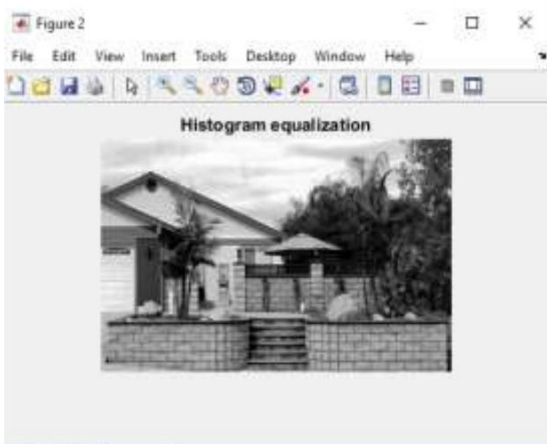 Figure 2
File Edit View Insert Tools Desktop Window Help
Histogram equalization